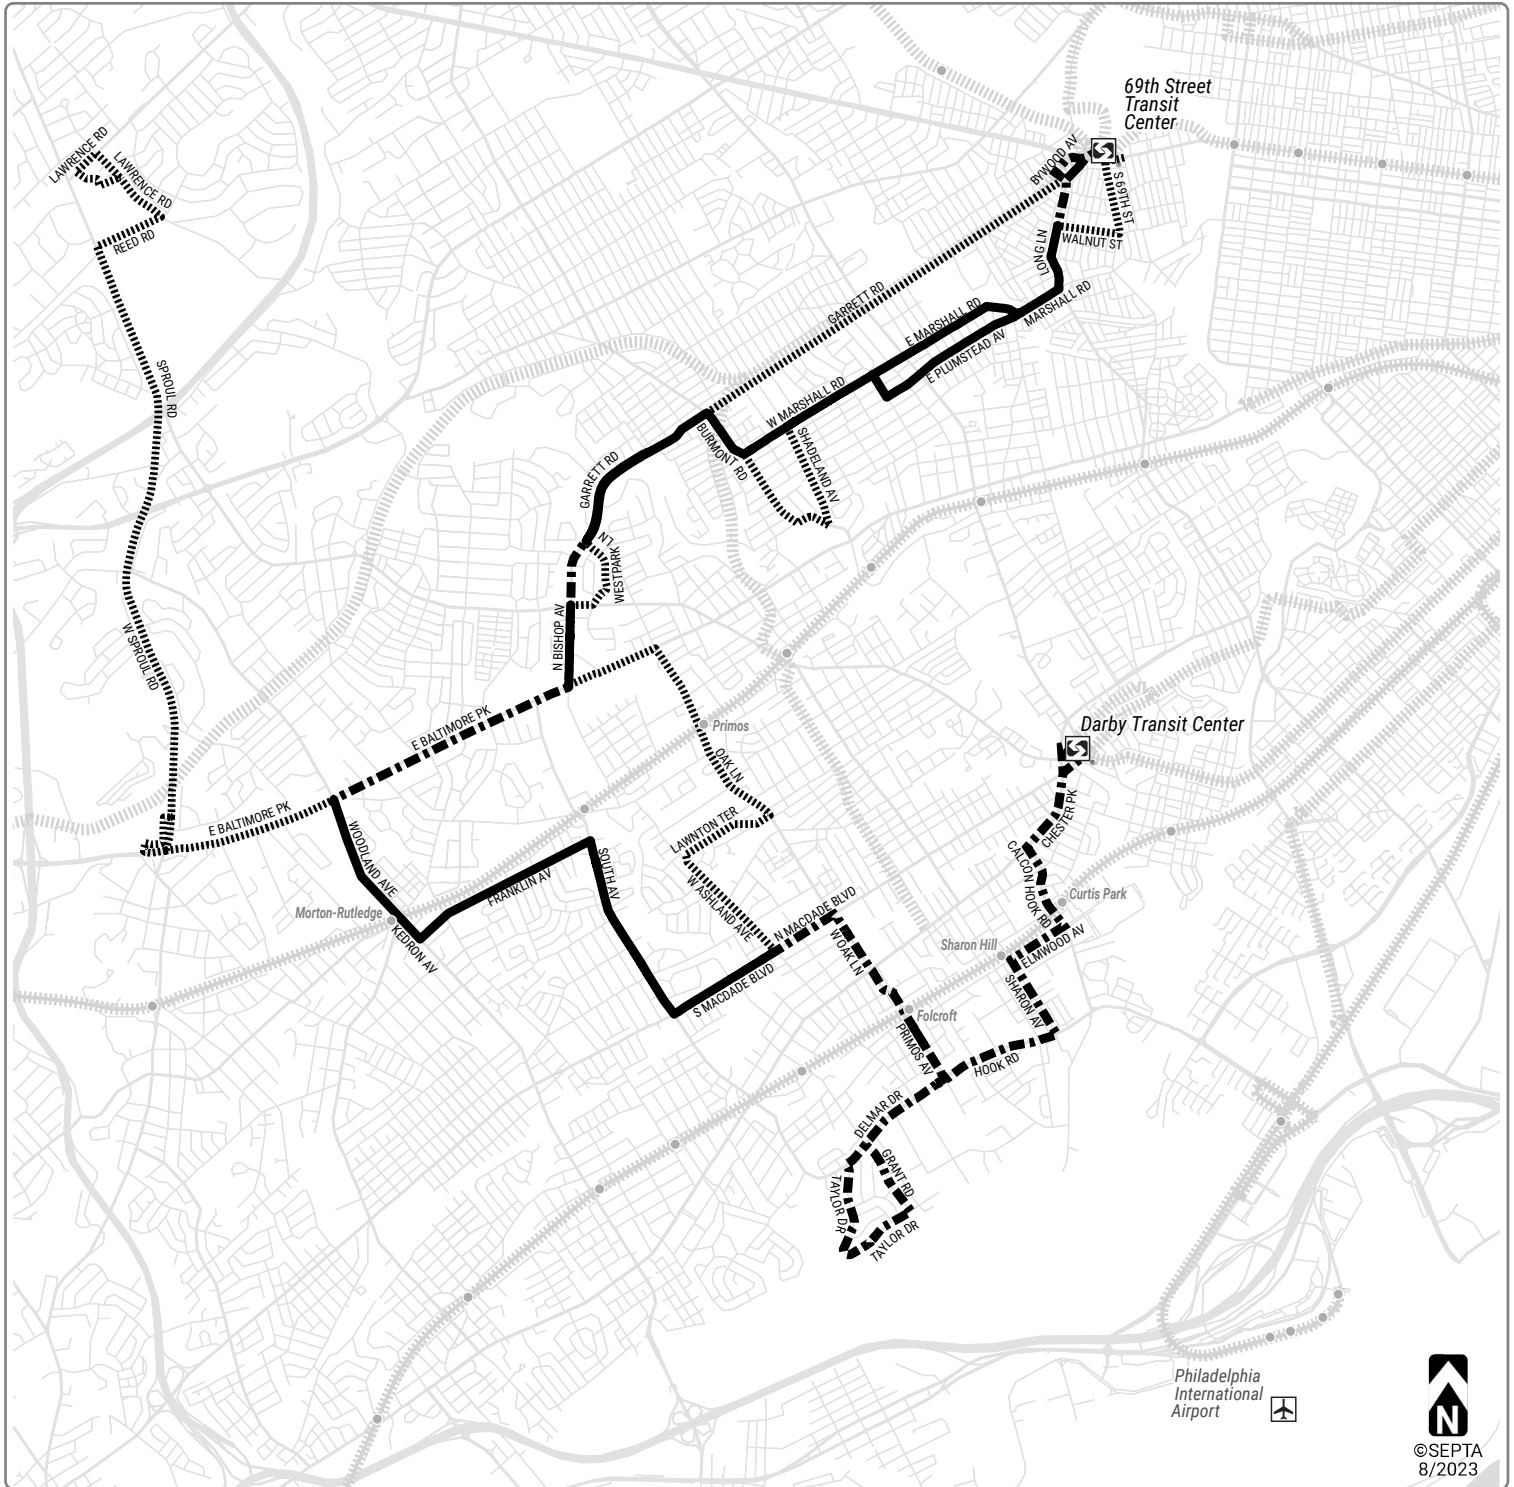 69th Street
Transit
Center
LAWRENCE RD
LAWRENCE RD
REED RD
BYWOOD AV
S 69TH ST
WALNUT ST
LONG LN
MARSHALL RD
GARRETT RD
E MARSHALL RD
E PLUMSTEAD AV
SPROUL RD
W MARSHALL RD
BURMONT RD
SHADELAND AV
GARRETT RD
WESTPARK
LN
N BISHOP AV
W SPROUL RD
E BALTIMORE PK
Primos
Darby Transit Center
OAK LN
E BALTIMORE PK
LAWNTON TER
CHESTER PK
WOODLAND AVE
CALCON HOOK RD
FRANKLIN AV
SOUTH AV
W ASHLAND AVE
Curtis Park
Morton-Rutledge
KEDRON AV
N MACDADE BLVD
Sharon Hill
ELMWOOD AV
W OAK LN
S MACDADE BLVD
SHARON AV
Folcroft
PRIMOS AV
HOOK RD
DELMAR DR
GRANT RD
TAYLOR DR
TAYLOR DR
Philadelphia
International
Airport
N
©SEPTA
8/2023